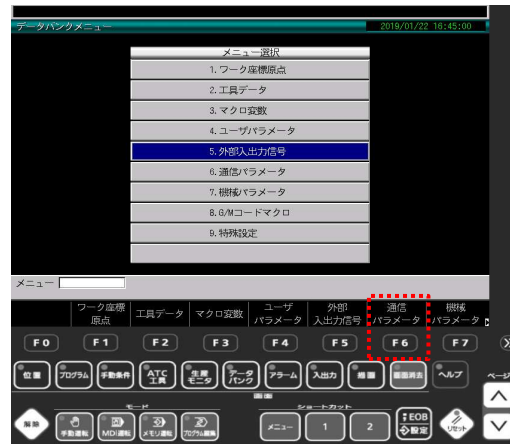 データバンクメニュー 2019/01/22 16:45:00
メニュー選択
1.ワーク座標原点
2.工具データ
3.マクロ変数
4.ユーザパラメータ
5.外部入出力信号
6.通信パラメータ
7.機械パラメータ
8.G/Mコードマクロ
9.特殊設定
メニュー
ワーク座標 工具データ マクロ変数 ユーザ 外部 通信 機械
原点 パラメータ 入出力信号 パラメータ パラメータ
F0 F1 F2 F3 F4 F5 F6 F7
位置 プログラム 手動条件 ATC 生産 データ アラーム 入出力 描画 画面消去 ヘルプ ページ
工具 モニタ バンク
画面
モード ショートカット
解除 手動運転 MDI運転 メモリ運転 プログラム編集 メニュー 1 2 EOB リセット
設定